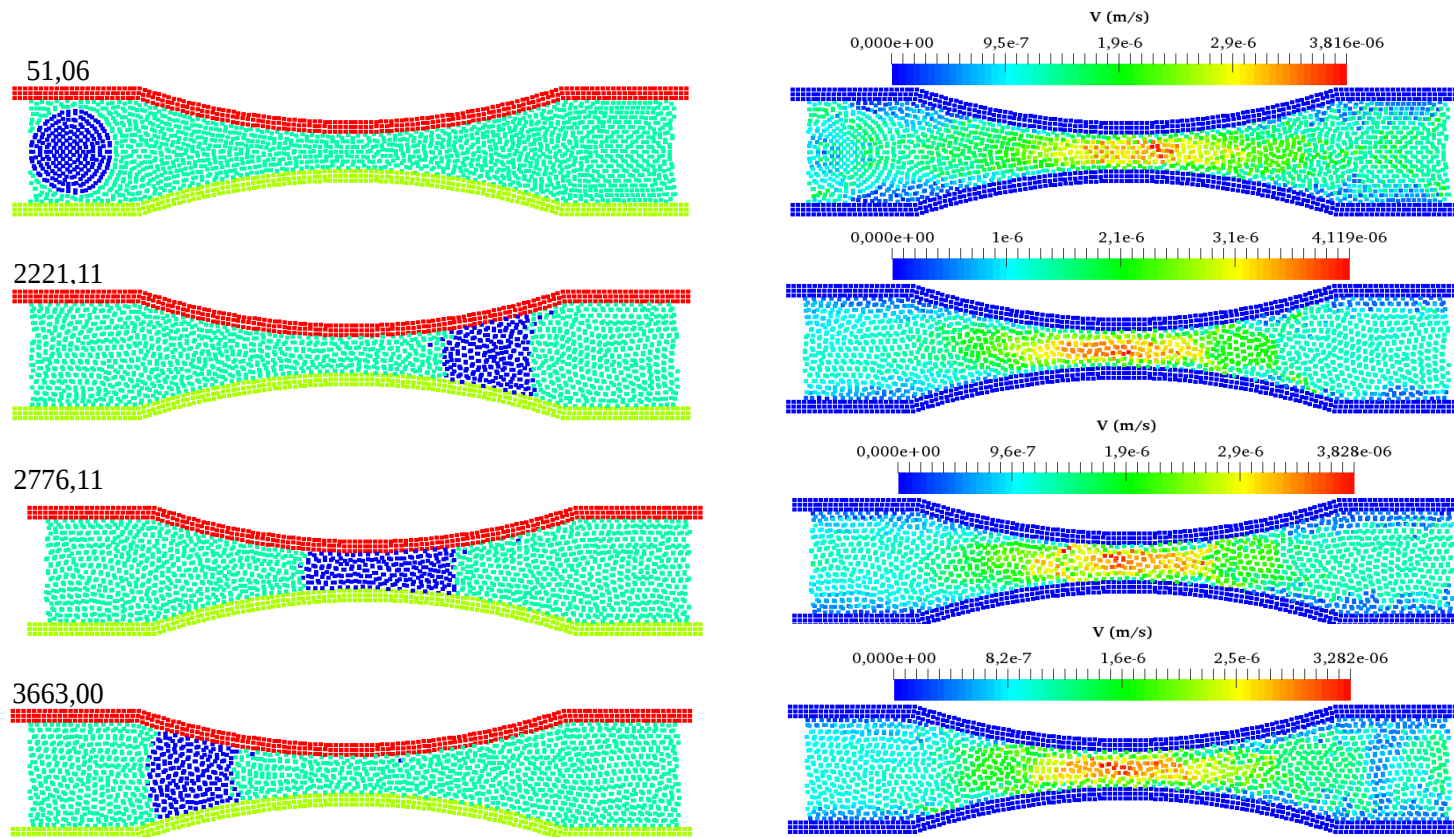 V (m/s)
0,000e+00 9,5e-7 1,9e-6 2,9e-6 3,816e-06
51,06
0,000e+00 1e-6 2,1e-6 3,1e-6 4,119e-06
2221,11
V (m/s)
0,000e+00 9,6e-7 1,9e-6 2,9e-6 3,828e-06
2776,11
V (m/s)
0,000e+00 8,2e-7 1,6e-6 2,5e-6 3,282e-06
3663,00